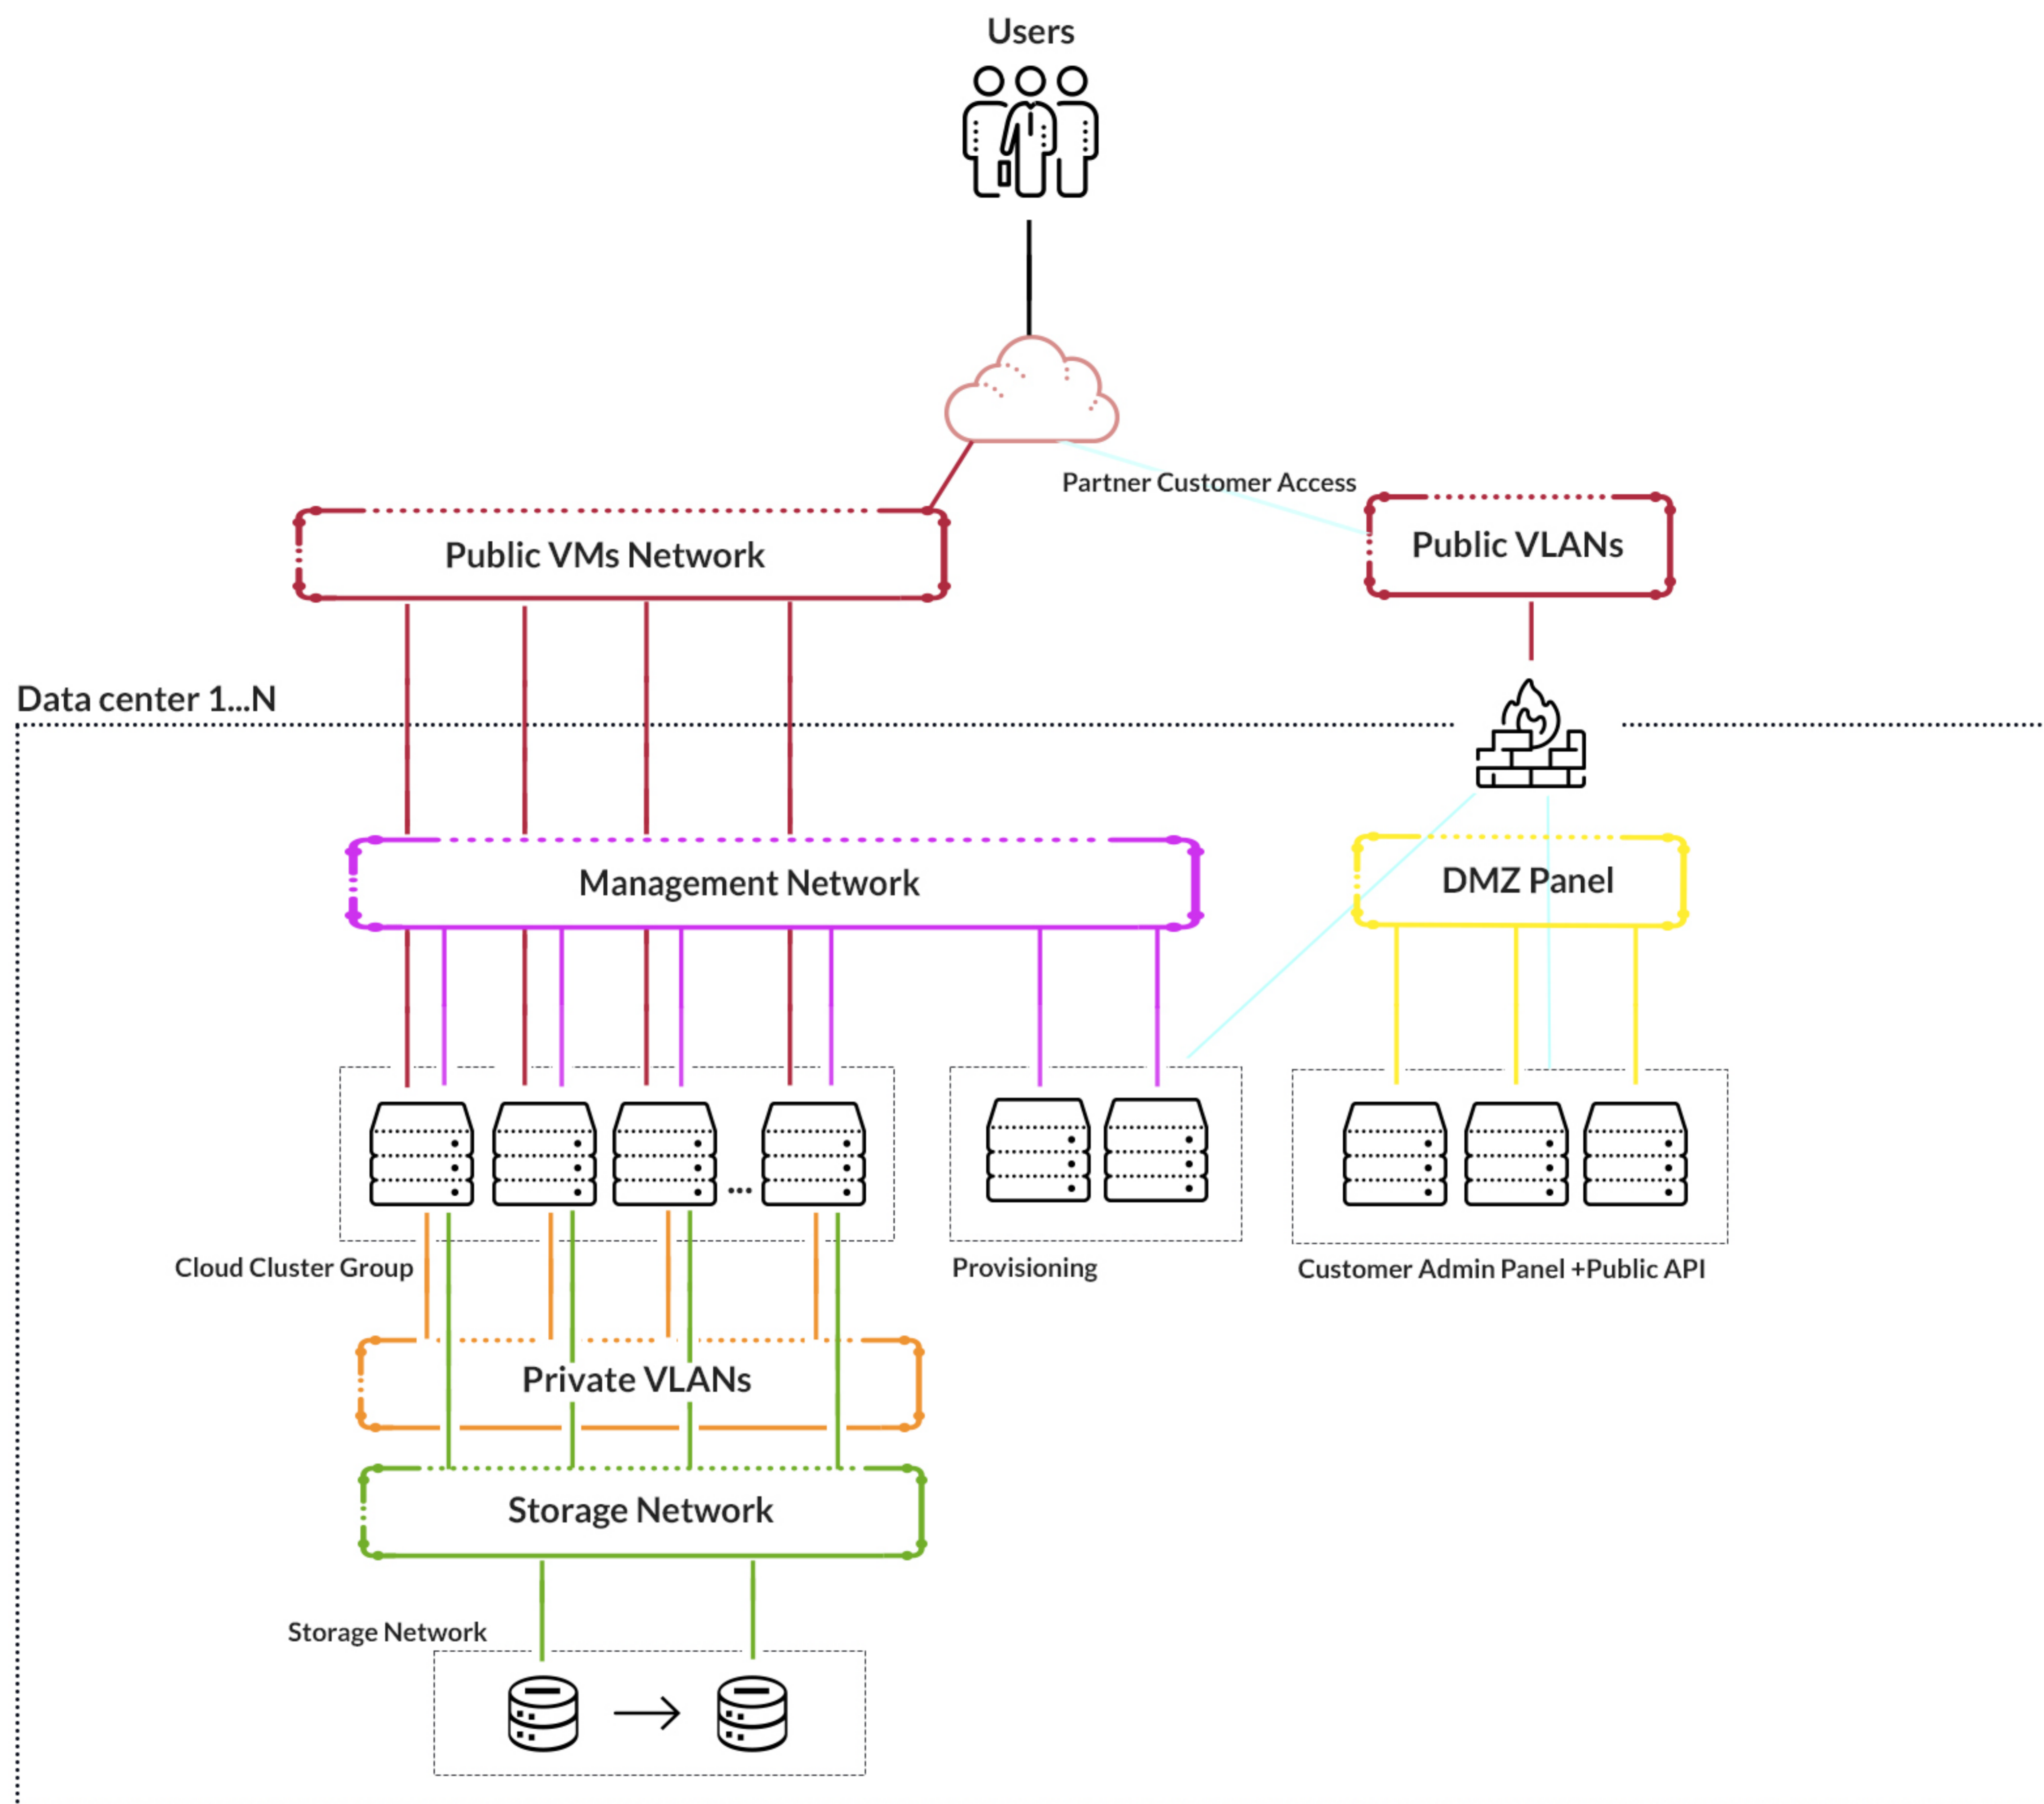 Users
Partner Customer Access
Public VMs Network
Public VLANs
Data center 1...N
Management Network
DMZ Panel
...
Cloud Cluster Group
Provisioning
Customer Admin Panel +Public API
Private VLANs
Storage Network
Storage Network